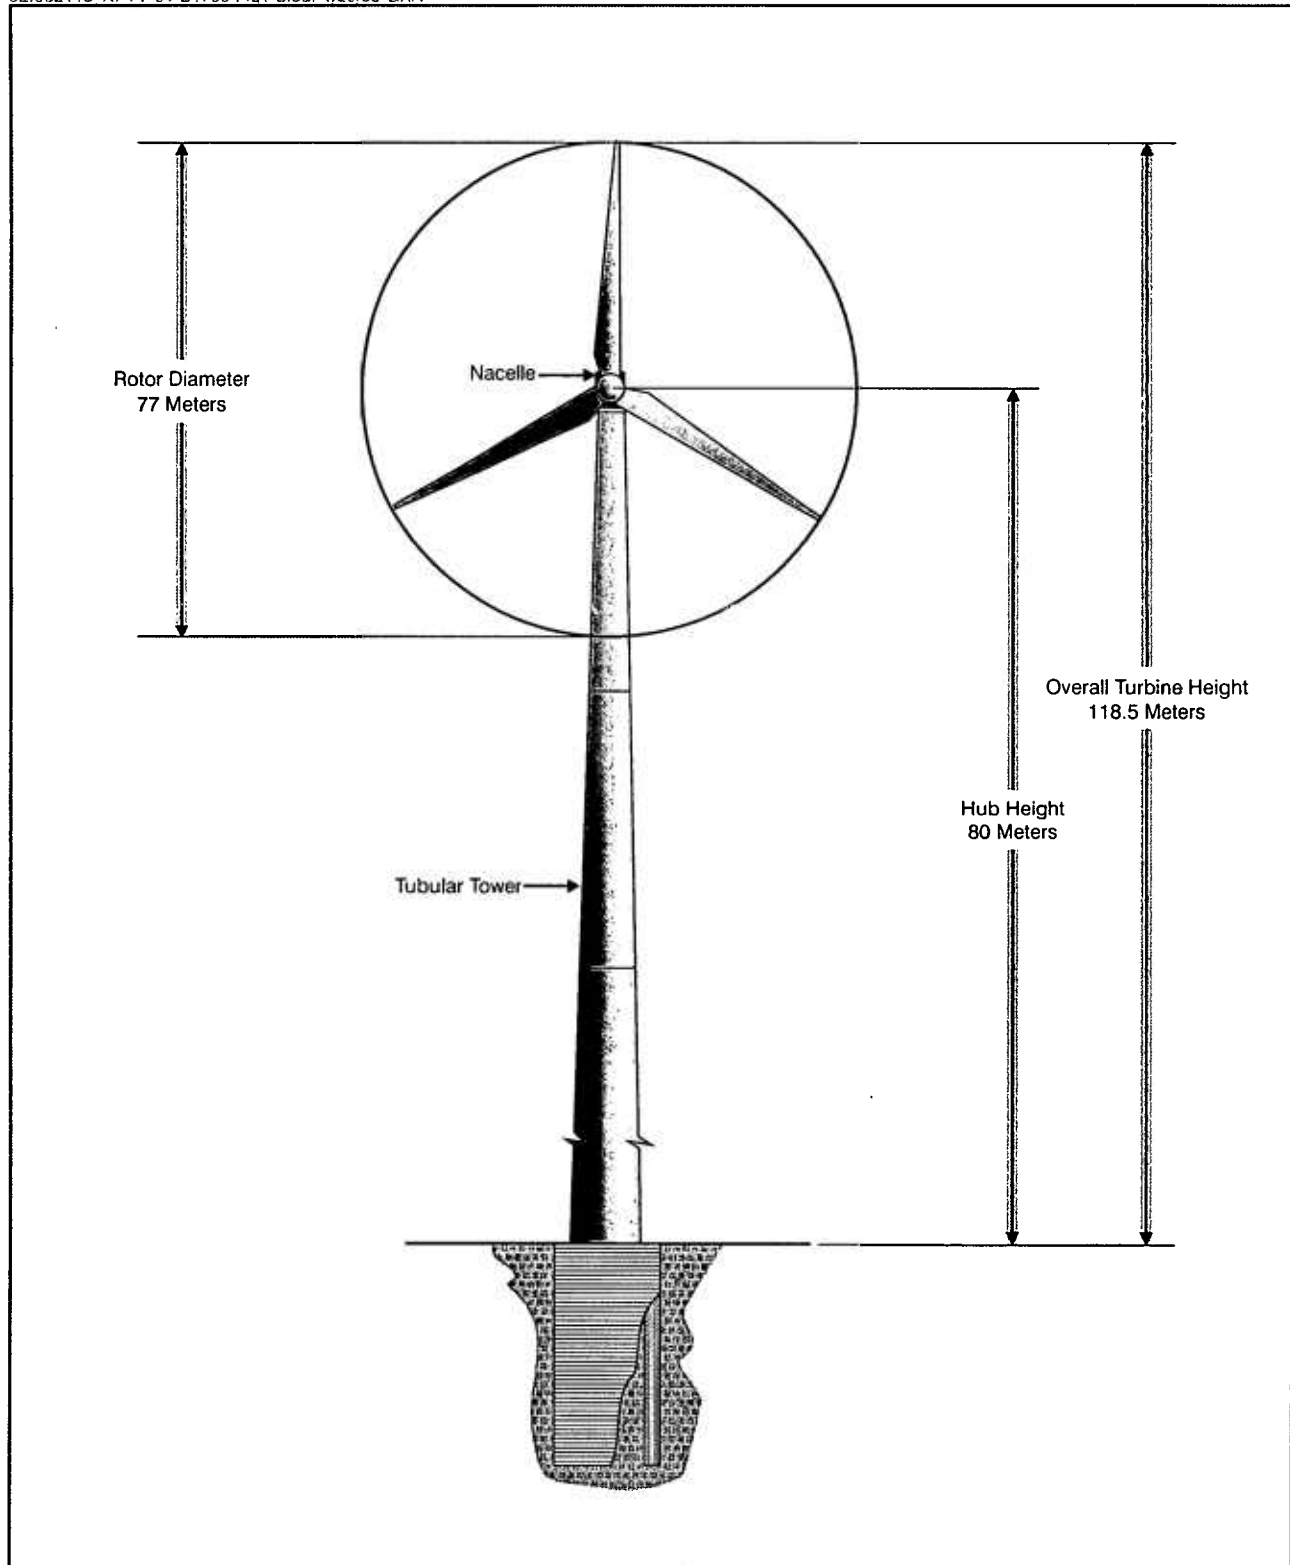 Nacelle
Rotor Diameter
77 Meters
Overall Turbine Height
118.5 Meters
Hub Height
80 Meters
Tubular Tower